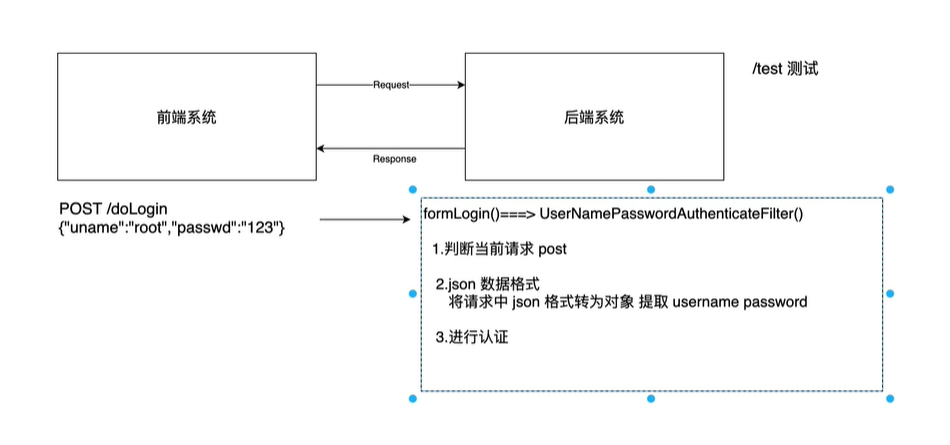 前端系统
Request
Response
后端系统
/test 测试
POST /doLogin
{"uname":"root","passwd":"123"}
formLogin()===> UserNamePasswordAuthenticateFilter()
1.判断当前请求 post
2.json 数据格式
将请求中 json 格式转为对象 提取 username password
3.进行认证